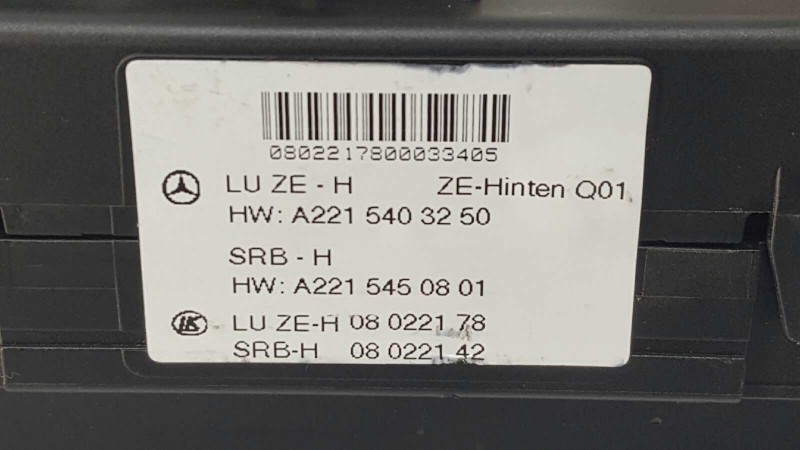 0802217800033405
LU ZE - H ZE-Hinten Q01
HW: A221 540 32 50
SRB - H
HW: A221 545 08 01
LK LU ZE-H 08 0221 78
SRB-H 08 0221 42